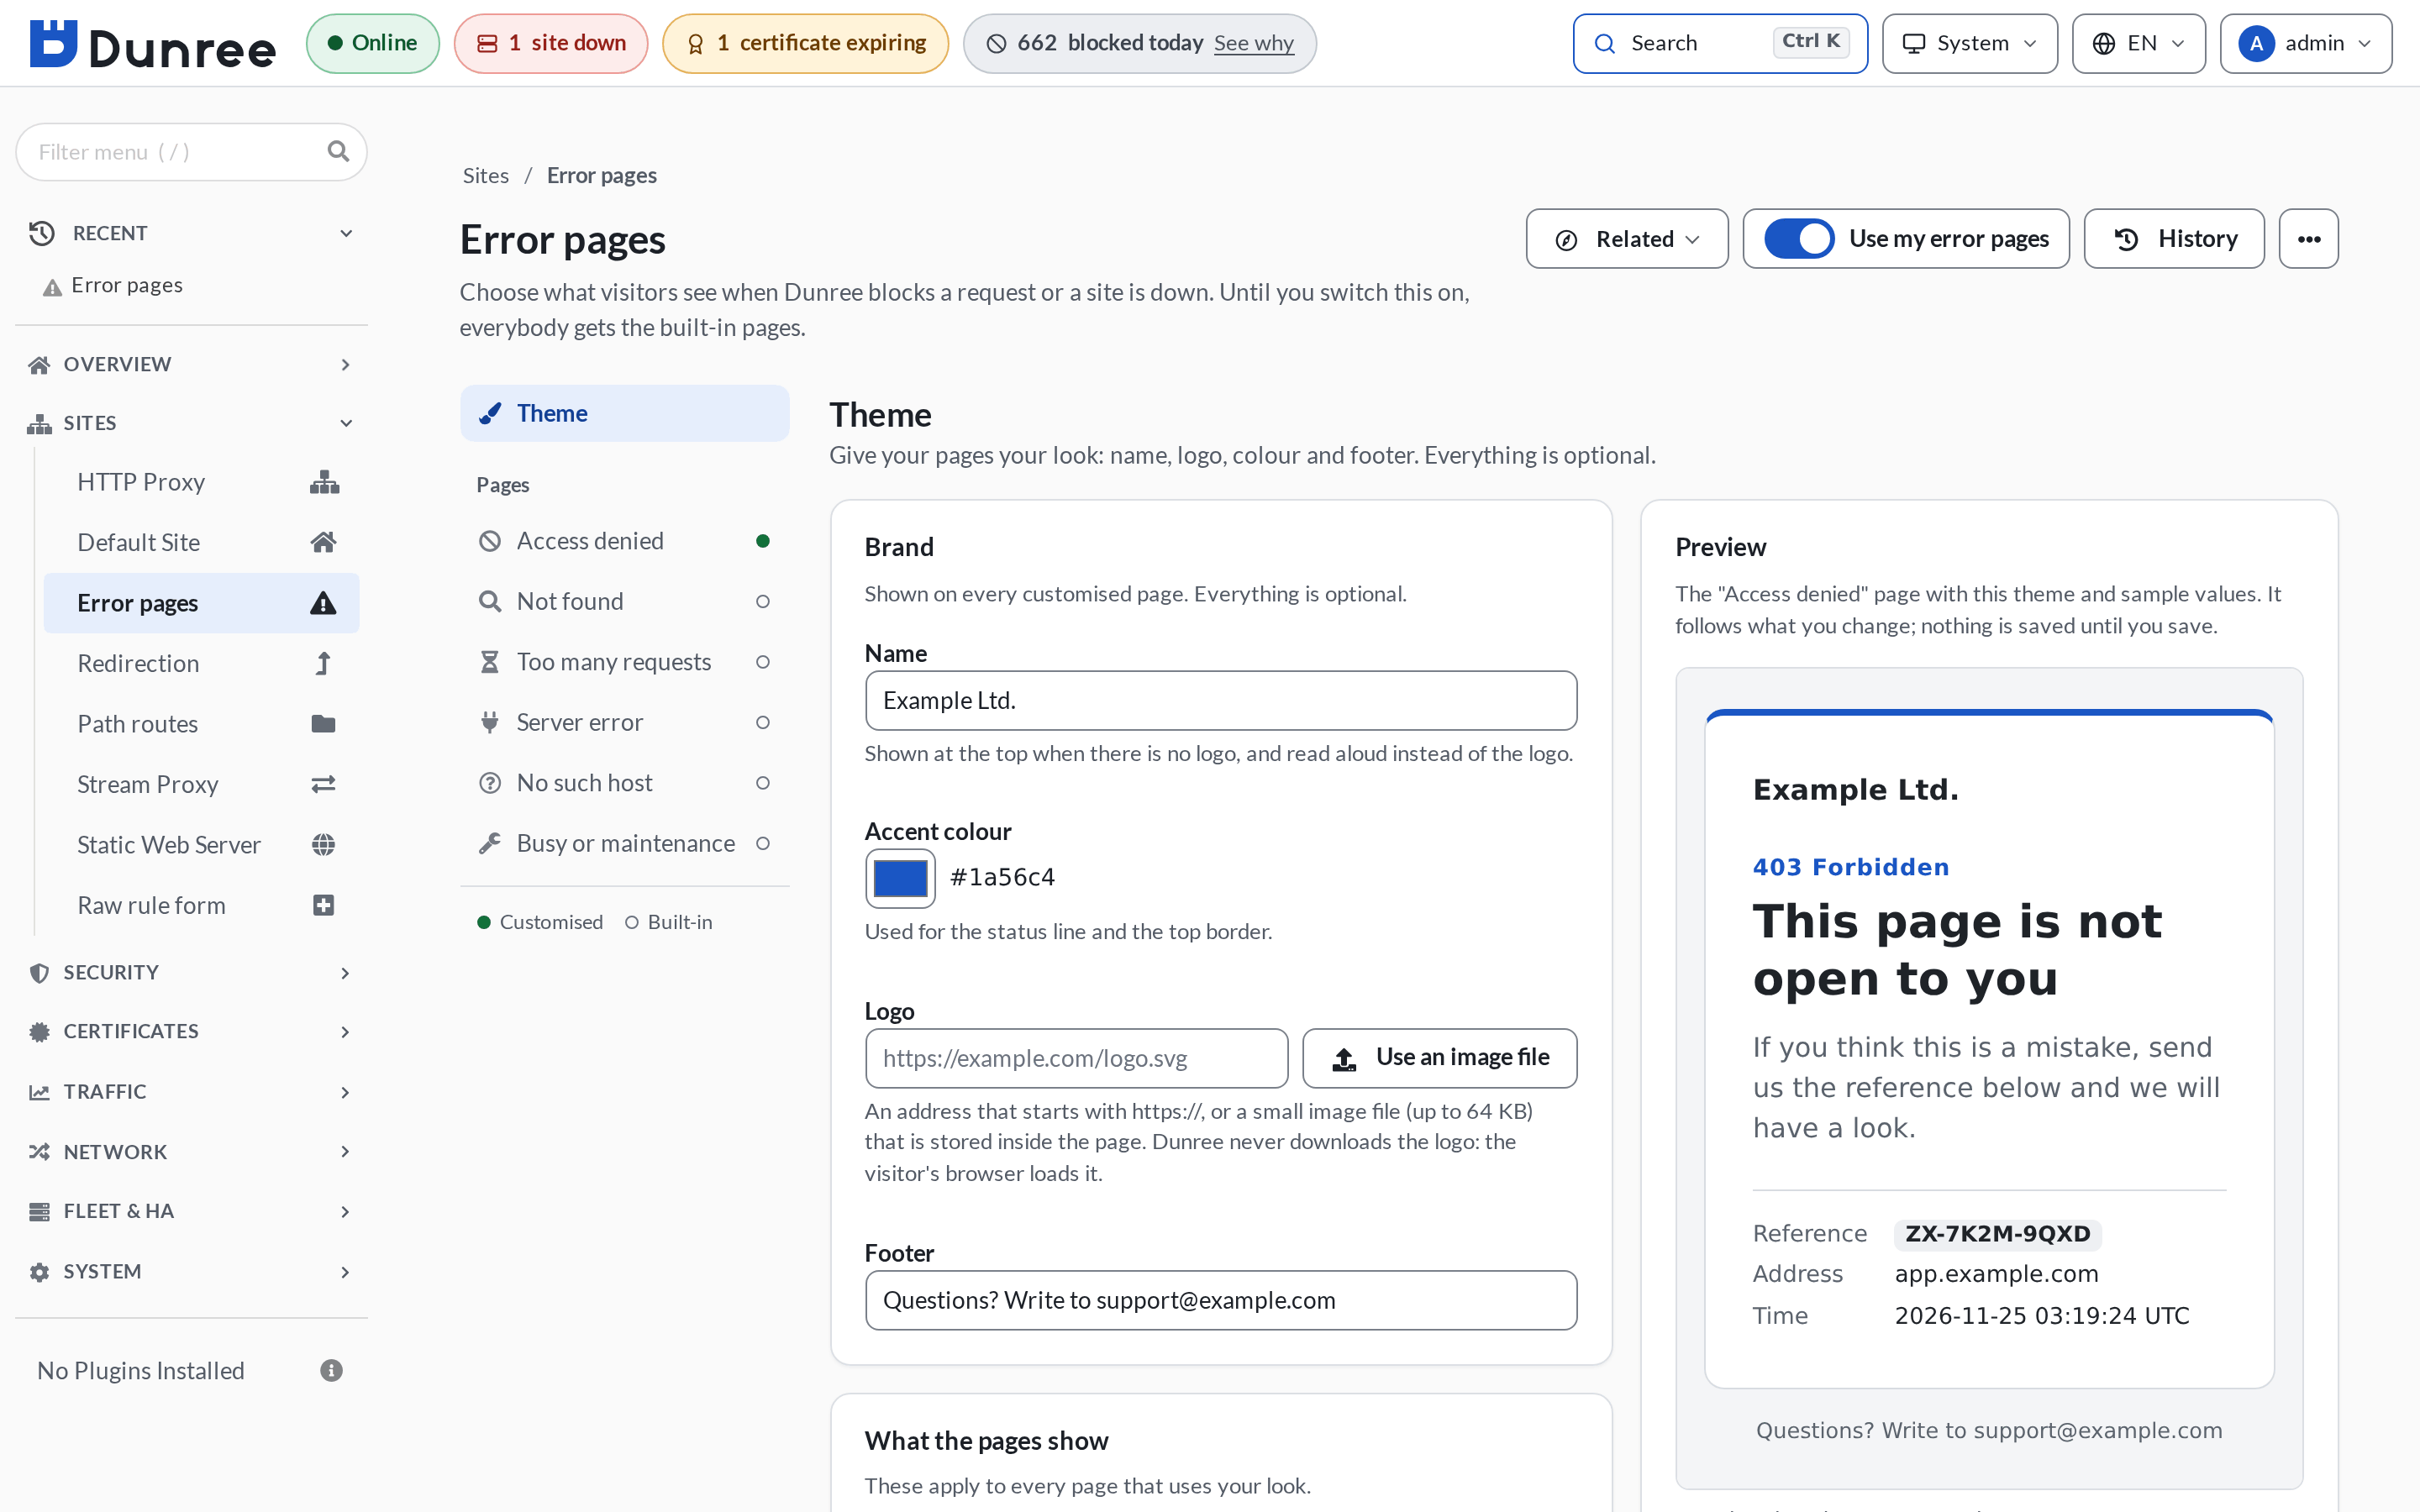 Dunree
Online
1 site down
1 certificate expiring
662 blocked today See why
Search Ctrl K
System
EN
A admin
Filter menu ( / )
RECENT
Error pages
OVERVIEW
SITES
HTTP Proxy
Default Site
Error pages
Redirection
Path routes
Stream Proxy
Static Web Server
Raw rule form
SECURITY
CERTIFICATES
TRAFFIC
NETWORK
FLEET & HA
SYSTEM
No Plugins Installed
Sites / Error pages
Error pages
Related
Use my error pages
History
Choose what visitors see when Dunree blocks a request or a site is down. Until you switch this on,
everybody gets the built-in pages.
Theme
Pages
Access denied
Not found
Too many requests
Server error
No such host
Busy or maintenance
Customised Built-in
Theme
Give your pages your look: name, logo, colour and footer. Everything is optional.
Brand
Shown on every customised page. Everything is optional.
Name
Example Ltd.
Shown at the top when there is no logo, and read aloud instead of the logo.
Accent colour
#1a56c4
Used for the status line and the top border.
Logo
https://example.com/logo.svg
Use an image file
An address that starts with https://, or a small image file (up to 64 KB)
that is stored inside the page. Dunree never downloads the logo: the
visitor's browser loads it.
Footer
Questions? Write to support@example.com
What the pages show
These apply to every page that uses your look.
Preview
The "Access denied" page with this theme and sample values. It
follows what you change; nothing is saved until you save.
Example Ltd.
403 Forbidden
This page is not
open to you
If you think this is a mistake, send
us the reference below and we will
have a look.
Reference ZX-7K2M-9QXD
Address app.example.com
Time 2026-11-25 03:19:24 UTC
Questions? Write to support@example.com